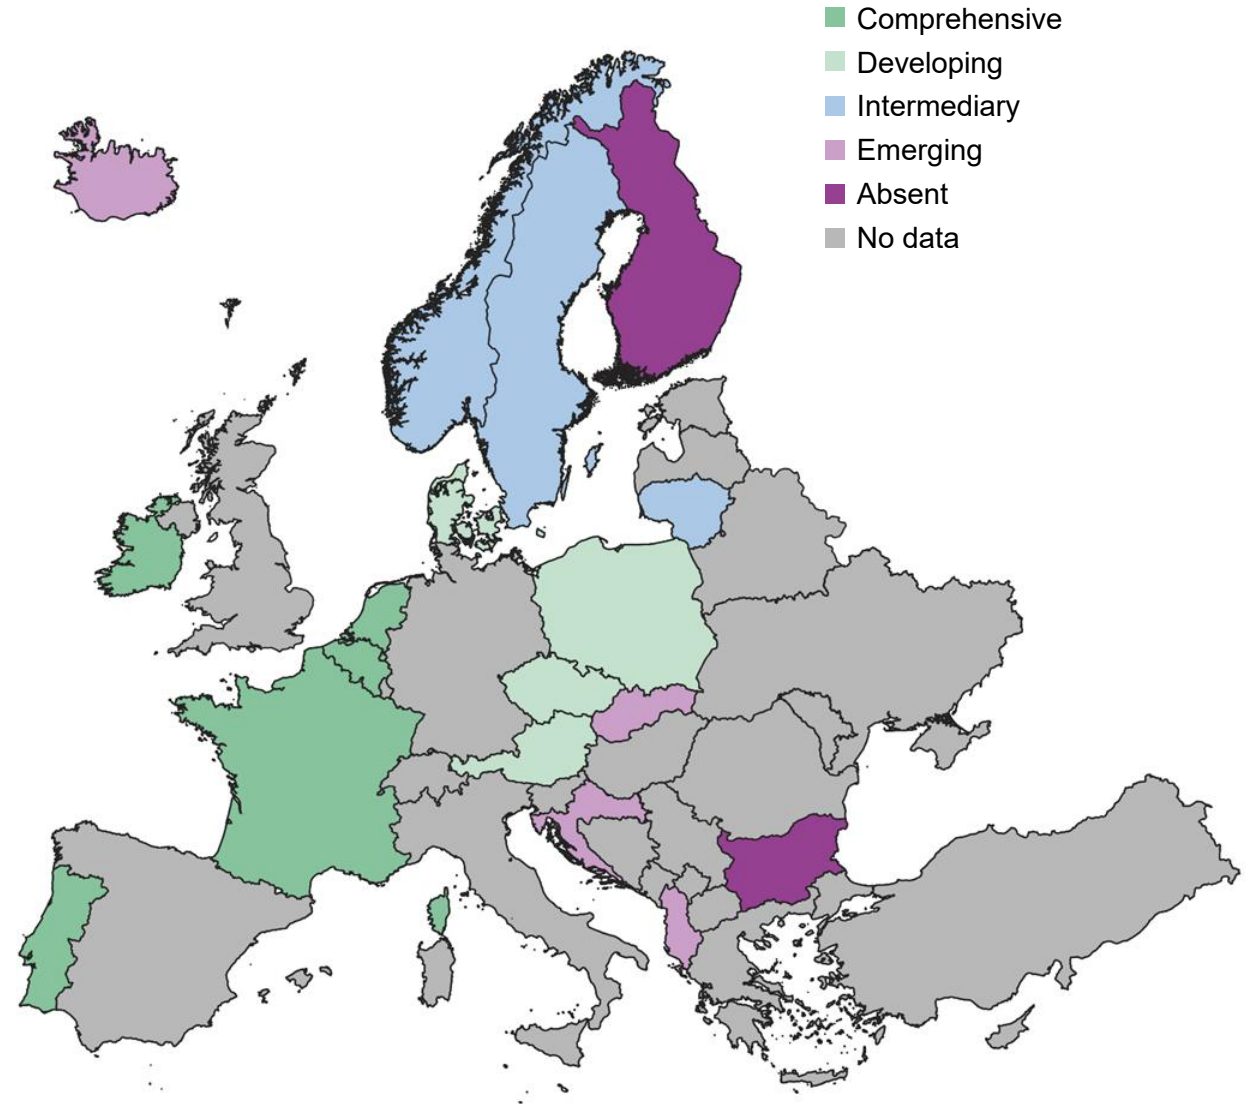 Comprehensive
Developing
Intermediary
Emerging
Absent
No data